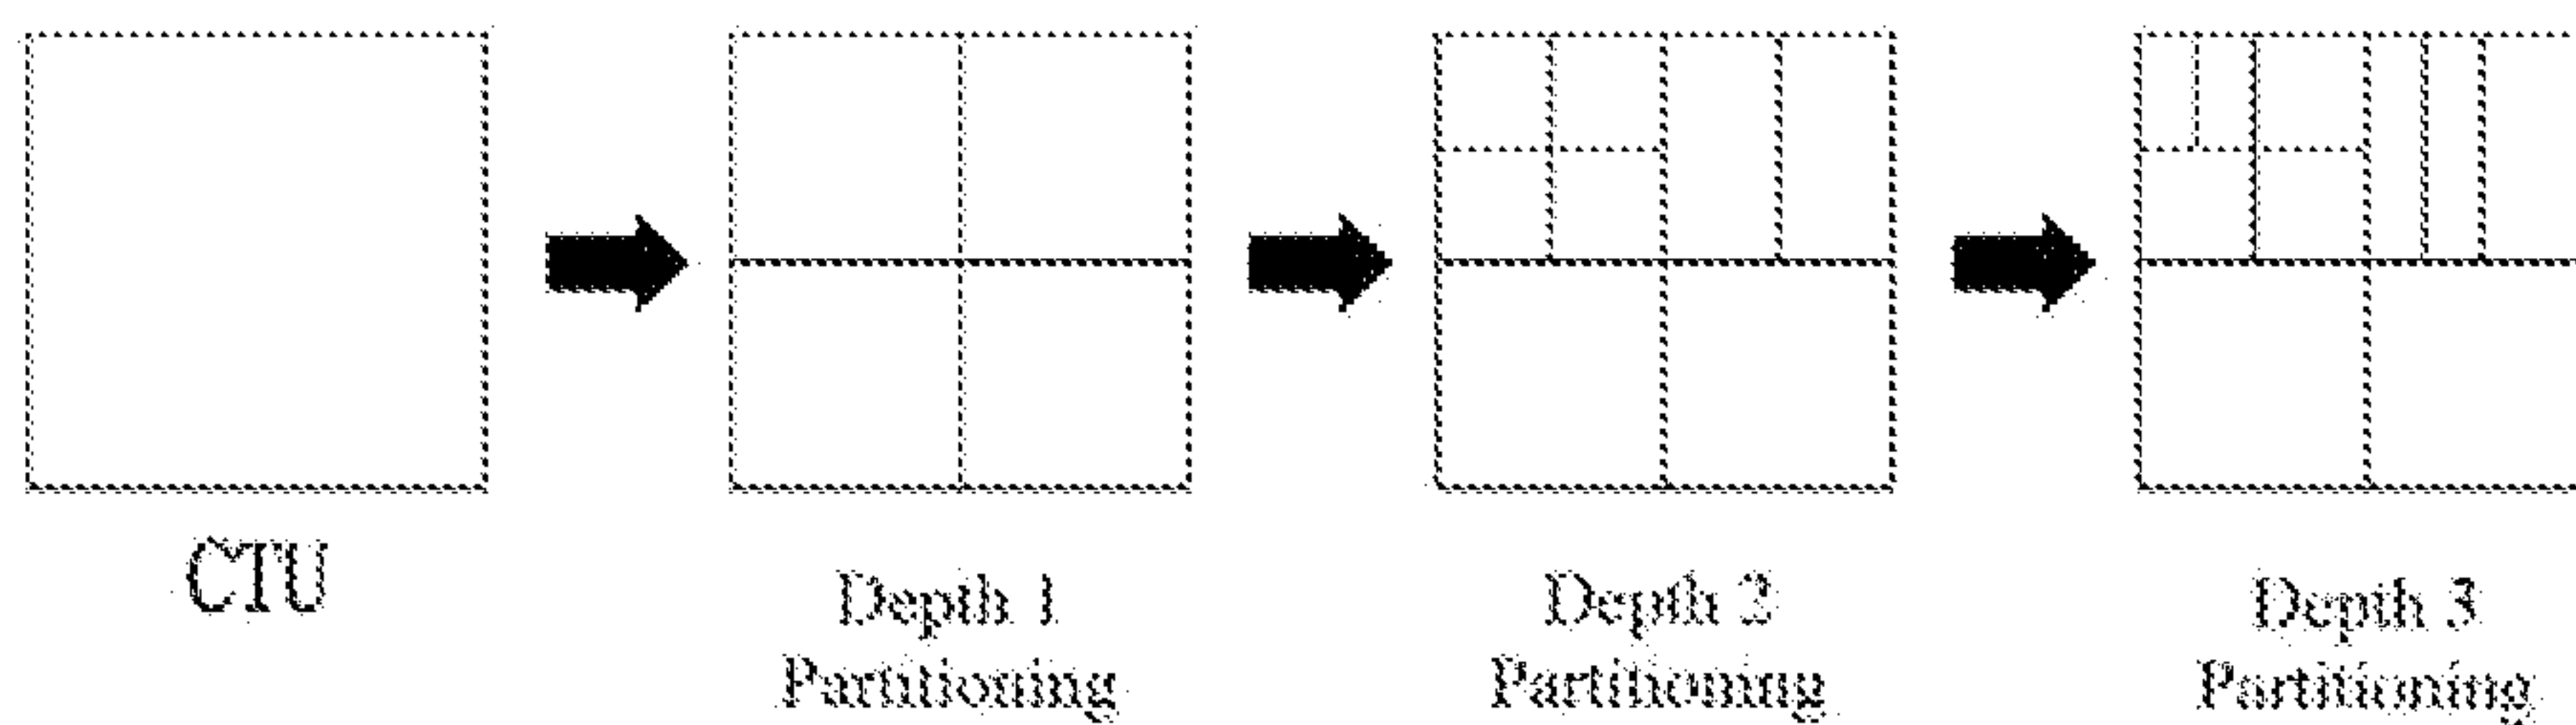 CTU
Depth 1
Partitioning
Depth 2
Partitioning
Depth 3
Partitioning